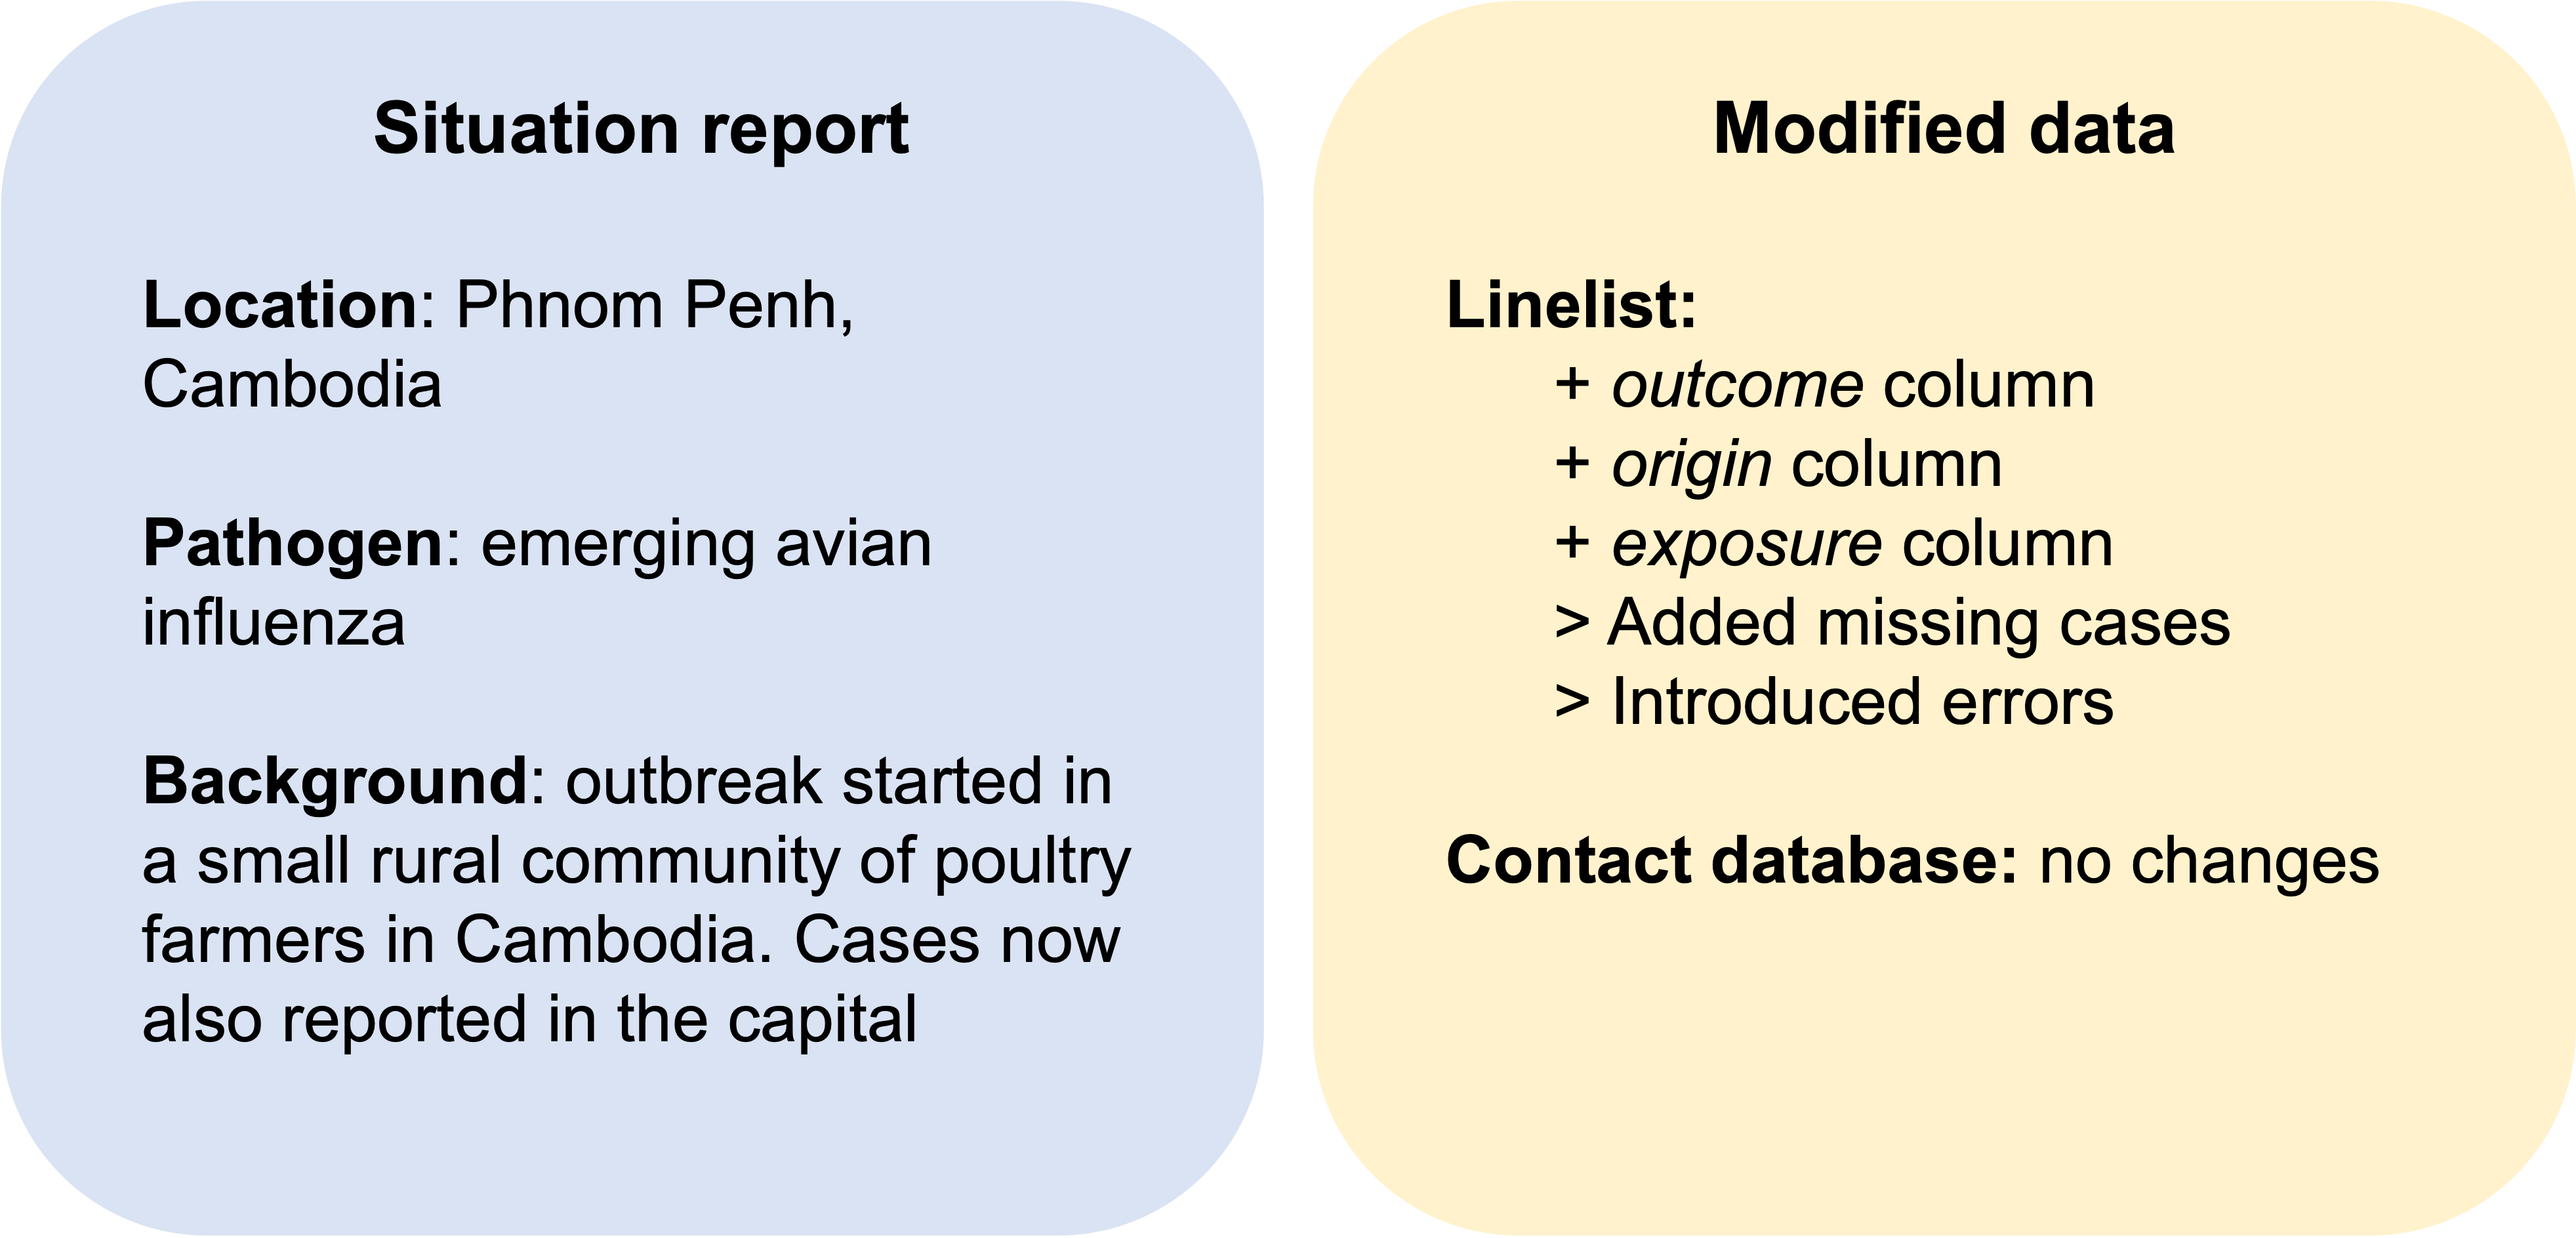 Situation report
Location: Phnom Penh,
Cambodia
Pathogen: emerging avian
influenza
Background: outbreak started in
a small rural community of poultry
farmers in Cambodia. Cases now
also reported in the capital
Modified data
Linelist:
+ outcome column
+ origin column
+ exposure column
> Added missing cases
> Introduced errors
Contact database: no changes